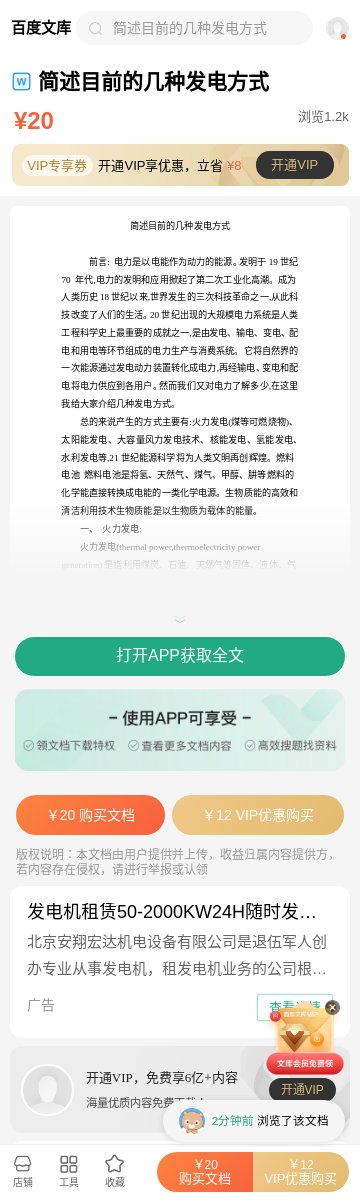 百度文库
简述目前的几种发电方式
W 简述目前的几种发电方式
¥20
浏览1.2k
VIP专享券 开通VIP享优惠，立省 ¥8 开通VIP
简述目前的几种发电方式
前言: 电力是以电能作为动力的能源。发明于 19 世纪
70 年代,电力的发明和应用掀起了第二次工业化高潮。成为
人类历史 18 世纪以来,世界发生的三次科技革命之一,从此科
技改变了人们的生活。20 世纪出现的大规模电力系统是人类
工程科学史上最重要的成就之一,是由发电、输电、变电、配
电和用电等环节组成的电力生产与消费系统。它将自然界的
一次能源通过发电动力装置转化成电力,再经输电、变电和配
电将电力供应到各用户。然而我们又对电力了解多少,在这里
我给大家介绍几种发电方式。
总的来说产生的方式主要有:火力发电(煤等可燃烧物)、
太阳能发电、大容量风力发电技术、核能发电、氢能发电、
水利发电等,21 世纪能源科学将为人类文明再创辉煌。燃料
电池 燃料电池是将氢、天然气、煤气、甲醇、肼等燃料的
化学能直接转换成电能的一类化学电源。生物质能的高效和
清洁利用技术生物质能是以生物质为载体的能量。
一、 火力发电:
火力发电(thermal power,thermoelectricity power
generation)是指利用煤炭、石油、天然气等固体、液体、气
打开APP获取全文
– 使用APP可享受 –
领文档下载特权 查看更多文档内容 高效搜题找资料
￥20 购买文档
￥12 VIP优惠购买
版权说明：本文档由用户提供并上传，收益归属内容提供方，
若内容存在侵权，请进行举报或认领
发电机租赁50-2000KW24H随时发…
北京安翔宏达机电设备有限公司是退伍军人创
办专业从事发电机，租发电机业务的公司根…
广告
文库会员免费领
开通VIP，免费享6亿+内容
开通VIP
2分钟前 浏览了该文档
店铺
工具
收藏
￥20
购买文档
￥12
VIP优惠购买